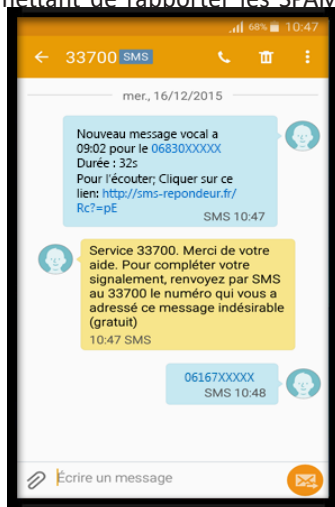 mettant de rapporter les SPAM
68% 10:47
33700 SMS
mer., 16/12/2015
Nouveau message vocal a
09:02 pour le 06830XXXXX
Durée : 32s
Pour l'écouter; Cliquer sur ce
lien: http://sms-repondeur.fr/
Rc?=pE
SMS 10:47
Service 33700. Merci de votre
aide. Pour compléter votre
signalement, renvoyez par SMS
au 33700 le numéro qui vous a
adressé ce message indésirable
(gratuit)
10:47 SMS
06167XXXXX
SMS 10:48
Écrire un message